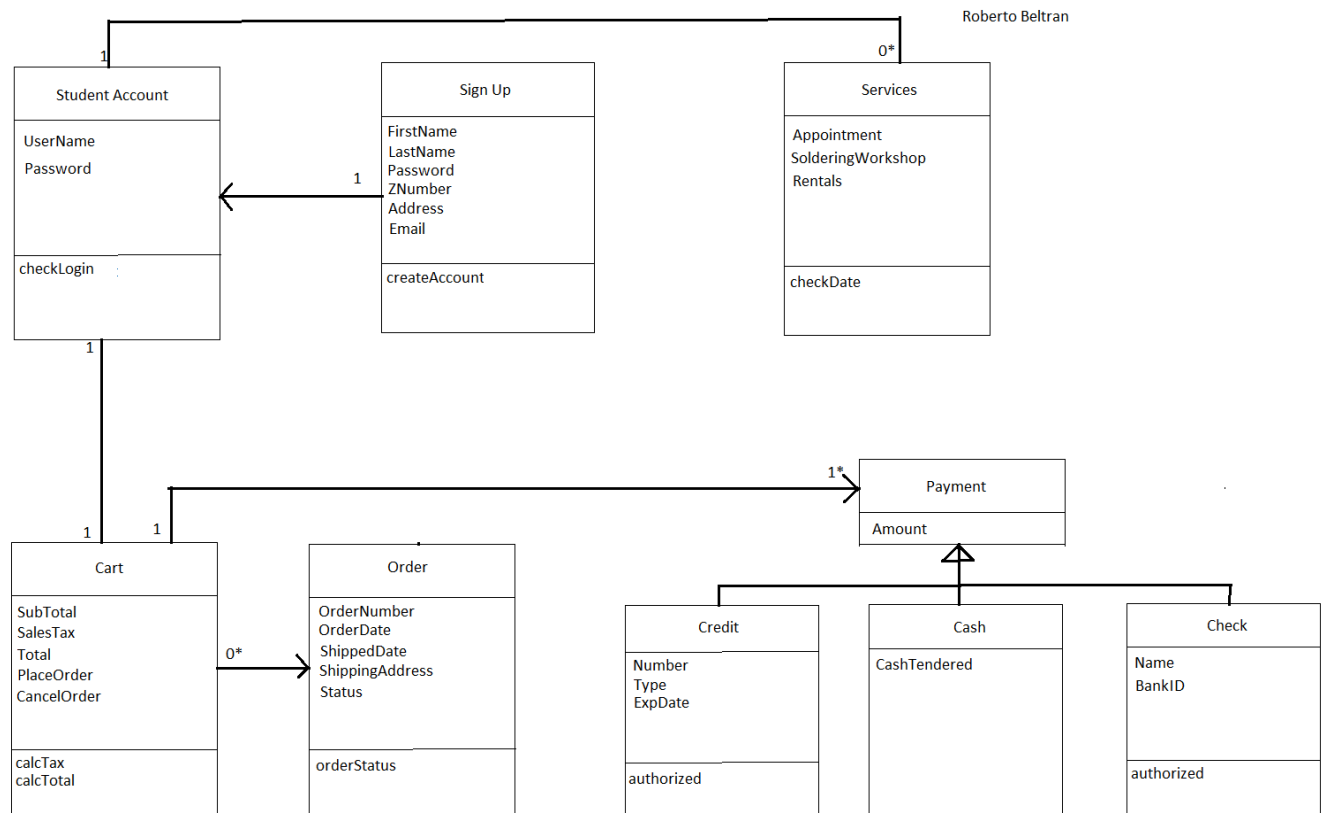 Roberto Beltran
1
0*
Student Account
UserName
Password
checkLogin
1
Sign Up
FirstName
LastName
Password
ZNumber
Address
Email
createAccount
Services
Appointment
SolderingWorkshop
Rentals
checkDate
1
1
1
1*
Payment
Amount
Cart
SubTotal
SalesTax
Total
PlaceOrder
CancelOrder
calcTax
calcTotal
0*
Order
OrderNumber
OrderDate
ShippedDate
ShippingAddress
Status
orderStatus
Credit
Number
Type
ExpDate
authorized
Cash
CashTendered
Check
Name
BankID
authorized